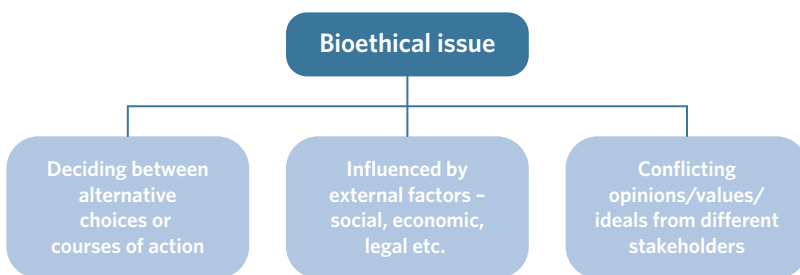 Bioethical issue
Deciding between
alternative
choices or
courses of action
Influenced by
external factors –
social, economic,
legal etc.
Conflicting
opinions/values/
ideals from different
stakeholders